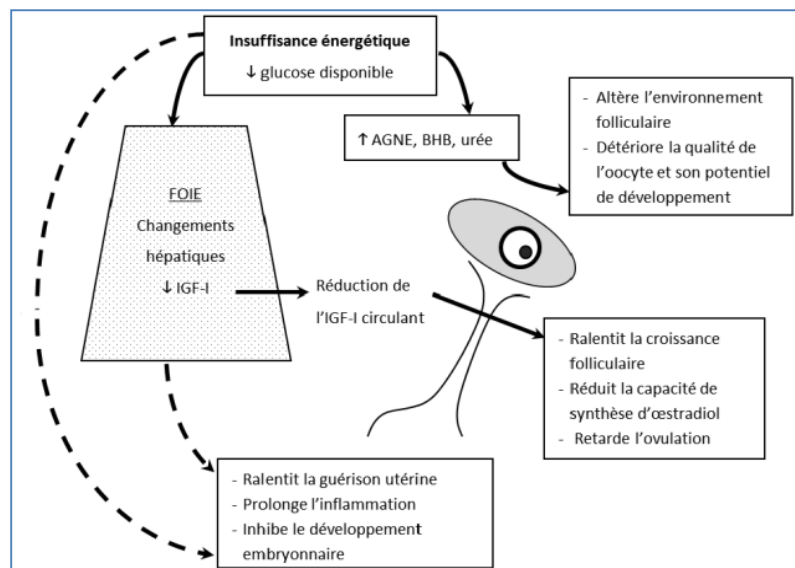 Insuffisance énergétique
↓ glucose disponible
↑ AGNE, BHB, urée
- Altère l’environnement
folliculaire
- Détériore la qualité de
l’oocyte et son potentiel
de développement
FOIE
Changements
hépatiques
↓ IGF-I
Réduction de
l’IGF-I circulant
- Ralentit la croissance
folliculaire
- Réduit la capacité de
synthèse d’œstradiol
- Retarde l’ovulation
- Ralentit la guérison utérine
- Prolonge l’inflammation
- Inhibe le développement
embryonnaire